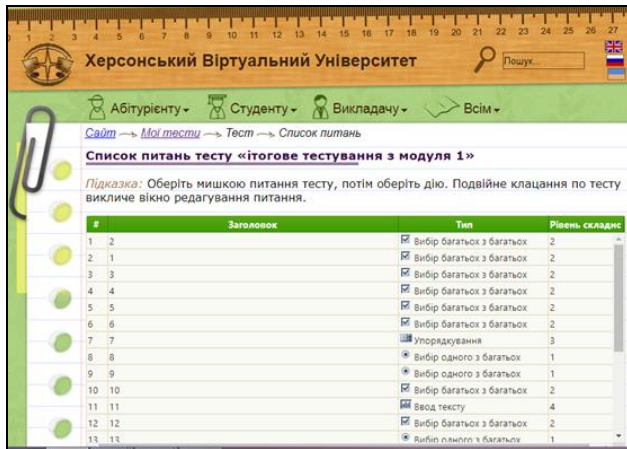 0 1 2 3 4 5 6 7 8 9 10 11 12 13 14 15 16 17 18 19 20 21 22 23 24 25 26 27
Херсонський Віртуальний Університет
Пошук...
Абітурієнту Студенту Викладачу Всім
Сайт Мої тести Тест Список питань
Список питань тесту «ітогове тестування з модуля 1»
Підказка: Оберіть мишкою питання тесту, потім оберіть дію. Подвійне клацання по тесту
викличе вікно редагування питання.
# Заголовок Тип Рівень складнс
1 2 Вибір багатьох з багатьох 2
2 1 Вибір багатьох з багатьох 2
3 3 Вибір багатьох з багатьох 2
4 4 Вибір багатьох з багатьох 2
5 5 Вибір багатьох з багатьох 2
6 6 Вибір багатьох з багатьох 2
7 7 Упорядкування 3
8 8 Вибір одного з багатьох 1
9 9 Вибір одного з багатьох 1
10 10 Вибір багатьох з багатьох 2
11 11 Ввод тексту 4
12 12 Вибір багатьох з багатьох 2
13 13 Вибір одного з багатьох 1